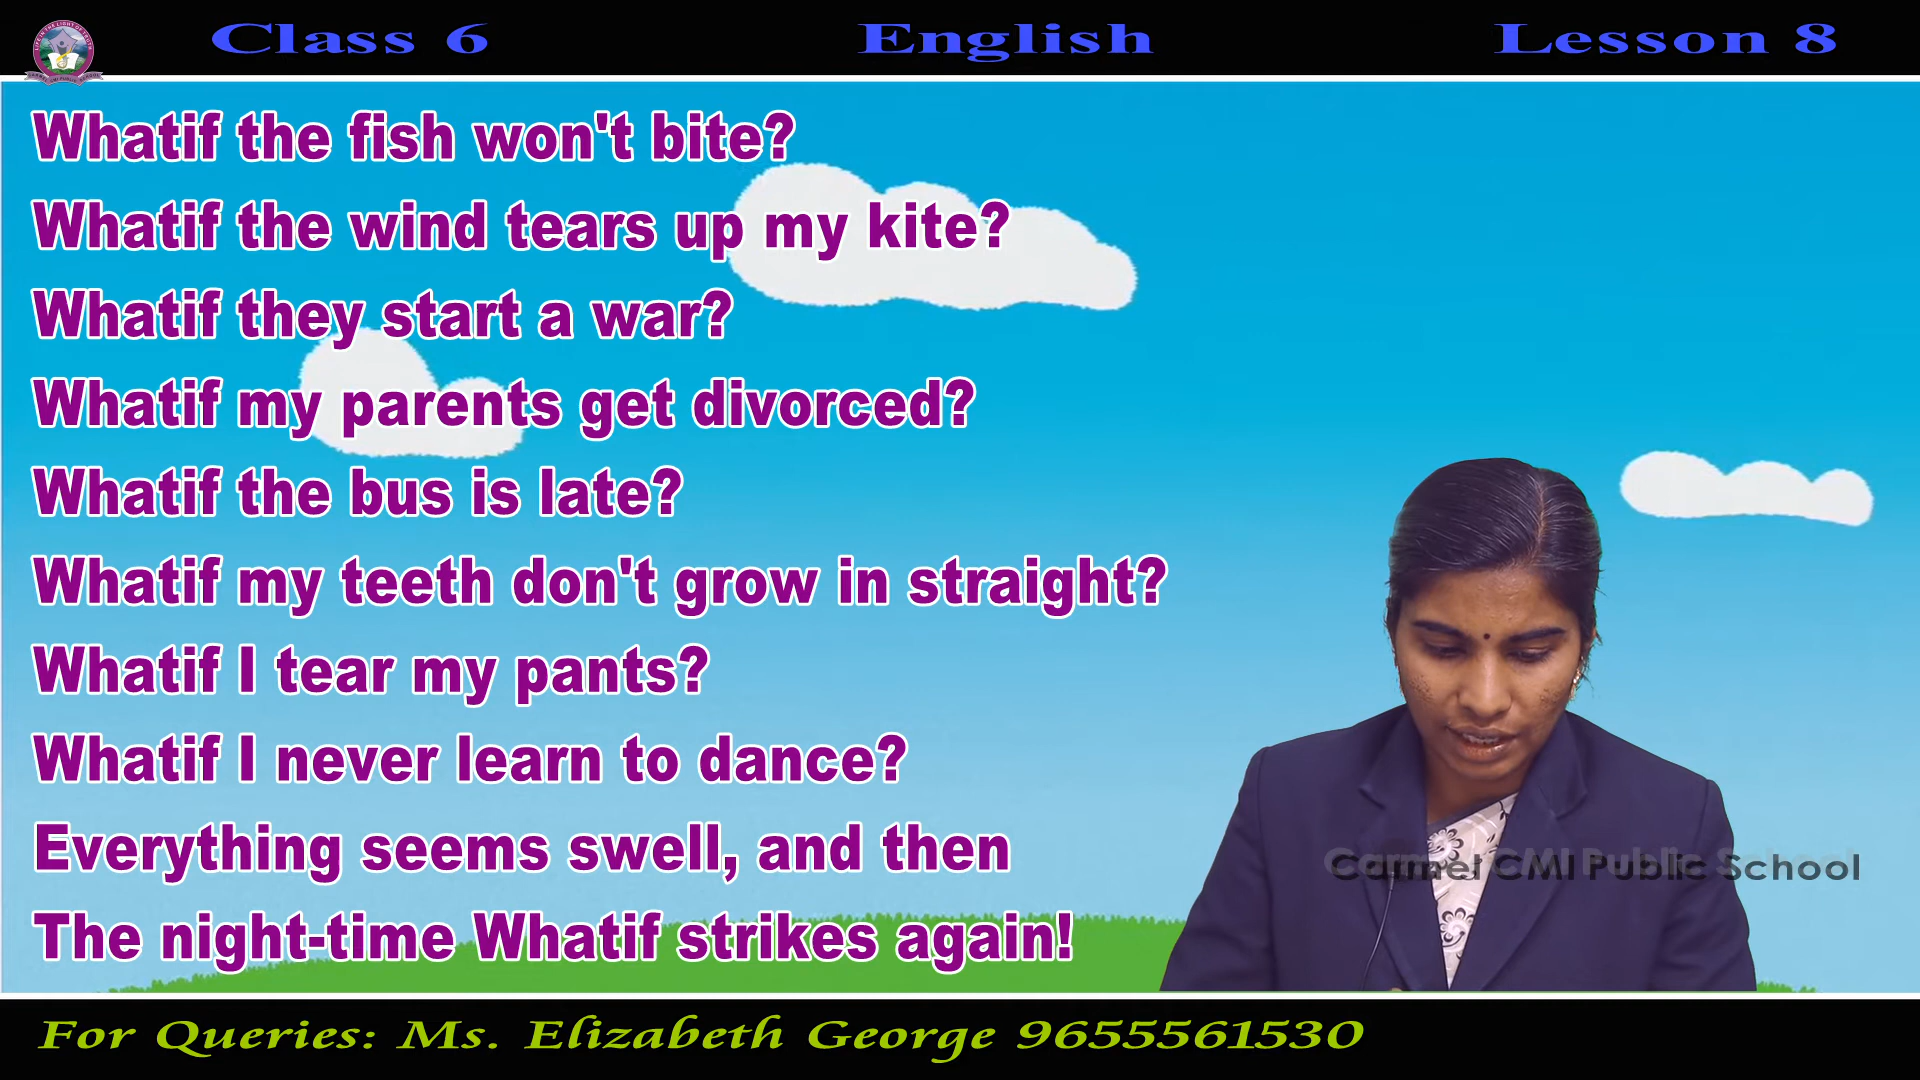 Class 6 English Lesson 8
Whatif the fish won't bite?
Whatif the wind tears up my kite?
Whatif they start a war?
Whatif my parents get divorced?
Whatif the bus is late?
Whatif my teeth don't grow in straight?
Whatif I tear my pants?
Whatif I never learn to dance?
Everything seems swell, and then
The night-time Whatif strikes again!
Carmel CMI Public School
For Queries: Ms. Elizabeth George 9655561530